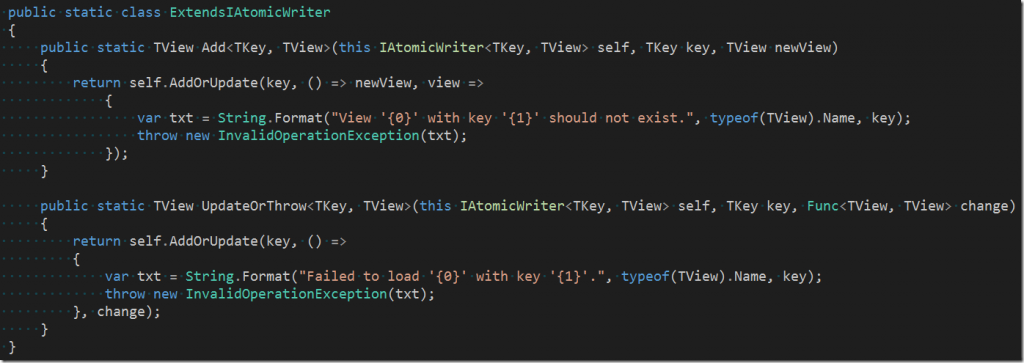 public static class ExtendsIAtomicWriter
{
    public static TView Add<TKey, TView>(this IAtomicWriter<TKey, TView> self, TKey key, TView newView)
    {
        return self.AddOrUpdate(key, () => newView, view =>
            {
                var txt = String.Format("View '{0}' with key '{1}' should not exist.", typeof(TView).Name, key);
                throw new InvalidOperationException(txt);
            });
    }

    public static TView UpdateOrThrow<TKey, TView>(this IAtomicWriter<TKey, TView> self, TKey key, Func<TView, TView> change)
    {
        return self.AddOrUpdate(key, () =>
        {
            var txt = String.Format("Failed to load '{0}' with key '{1}'.", typeof(TView).Name, key);
            throw new InvalidOperationException(txt);
        }, change);
    }
}